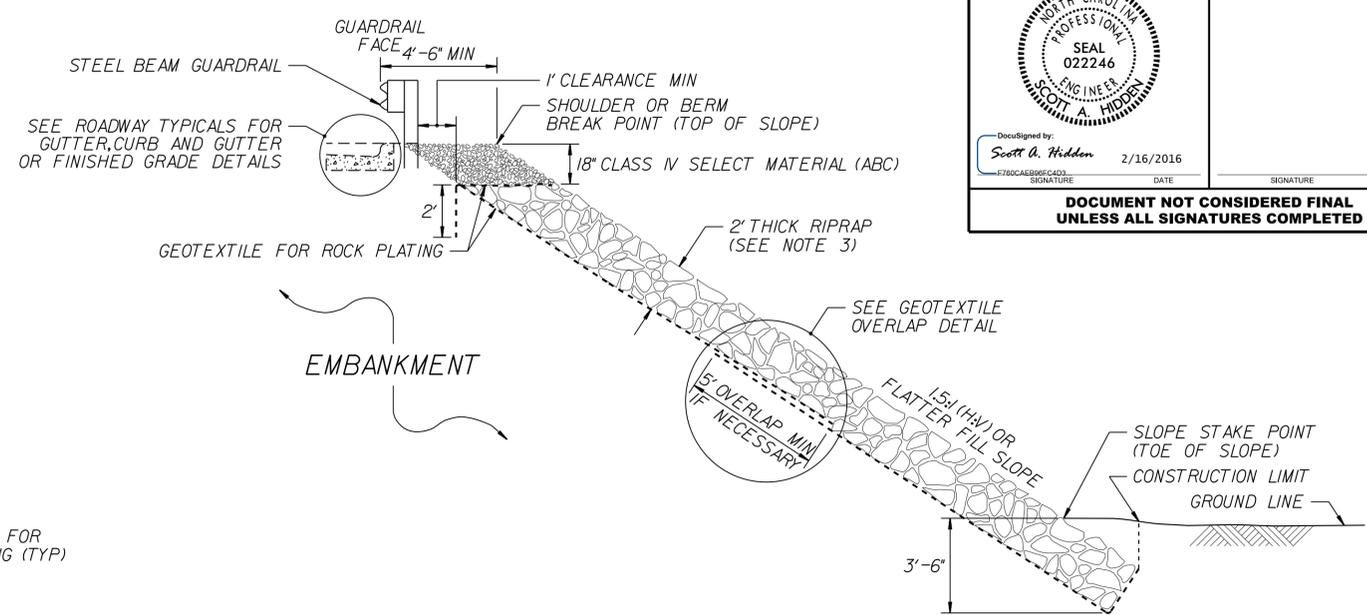 GUARDRAIL
FACE
4'-6" MIN
STEEL BEAM GUARDRAIL
1' CLEARANCE MIN
SHOULDER OR BERM
BREAK POINT (TOP OF SLOPE)
SEE ROADWAY TYPICALS FOR
GUTTER,CURB AND GUTTER
OR FINISHED GRADE DETAILS
18" CLASS IV SELECT MATERIAL (ABC)
2'
GEOTEXTILE FOR ROCK PLATING
2' THICK RIPRAP
(SEE NOTE 3)
SEE GEOTEXTILE
OVERLAP DETAIL
EMBANKMENT
5' OVERLAP MIN
IF NECESSARY
1.5:1 (H:V) OR
FLATTER FILL SLOPE
SLOPE STAKE POINT
(TOE OF SLOPE)
CONSTRUCTION LIMIT
GROUND LINE
3'-6"
FOR
(TYP)
NORTH CAROLINA
PROFESSIONAL
SEAL
022246
ENGINEER
SCOTT A. HIDDEN
DocuSigned by:
Scott A. Hidden
2/16/2016
F760CAEB96FC4D3...
SIGNATURE
DATE
SIGNATURE
DOCUMENT NOT CONSIDERED FINAL
UNLESS ALL SIGNATURES COMPLETED